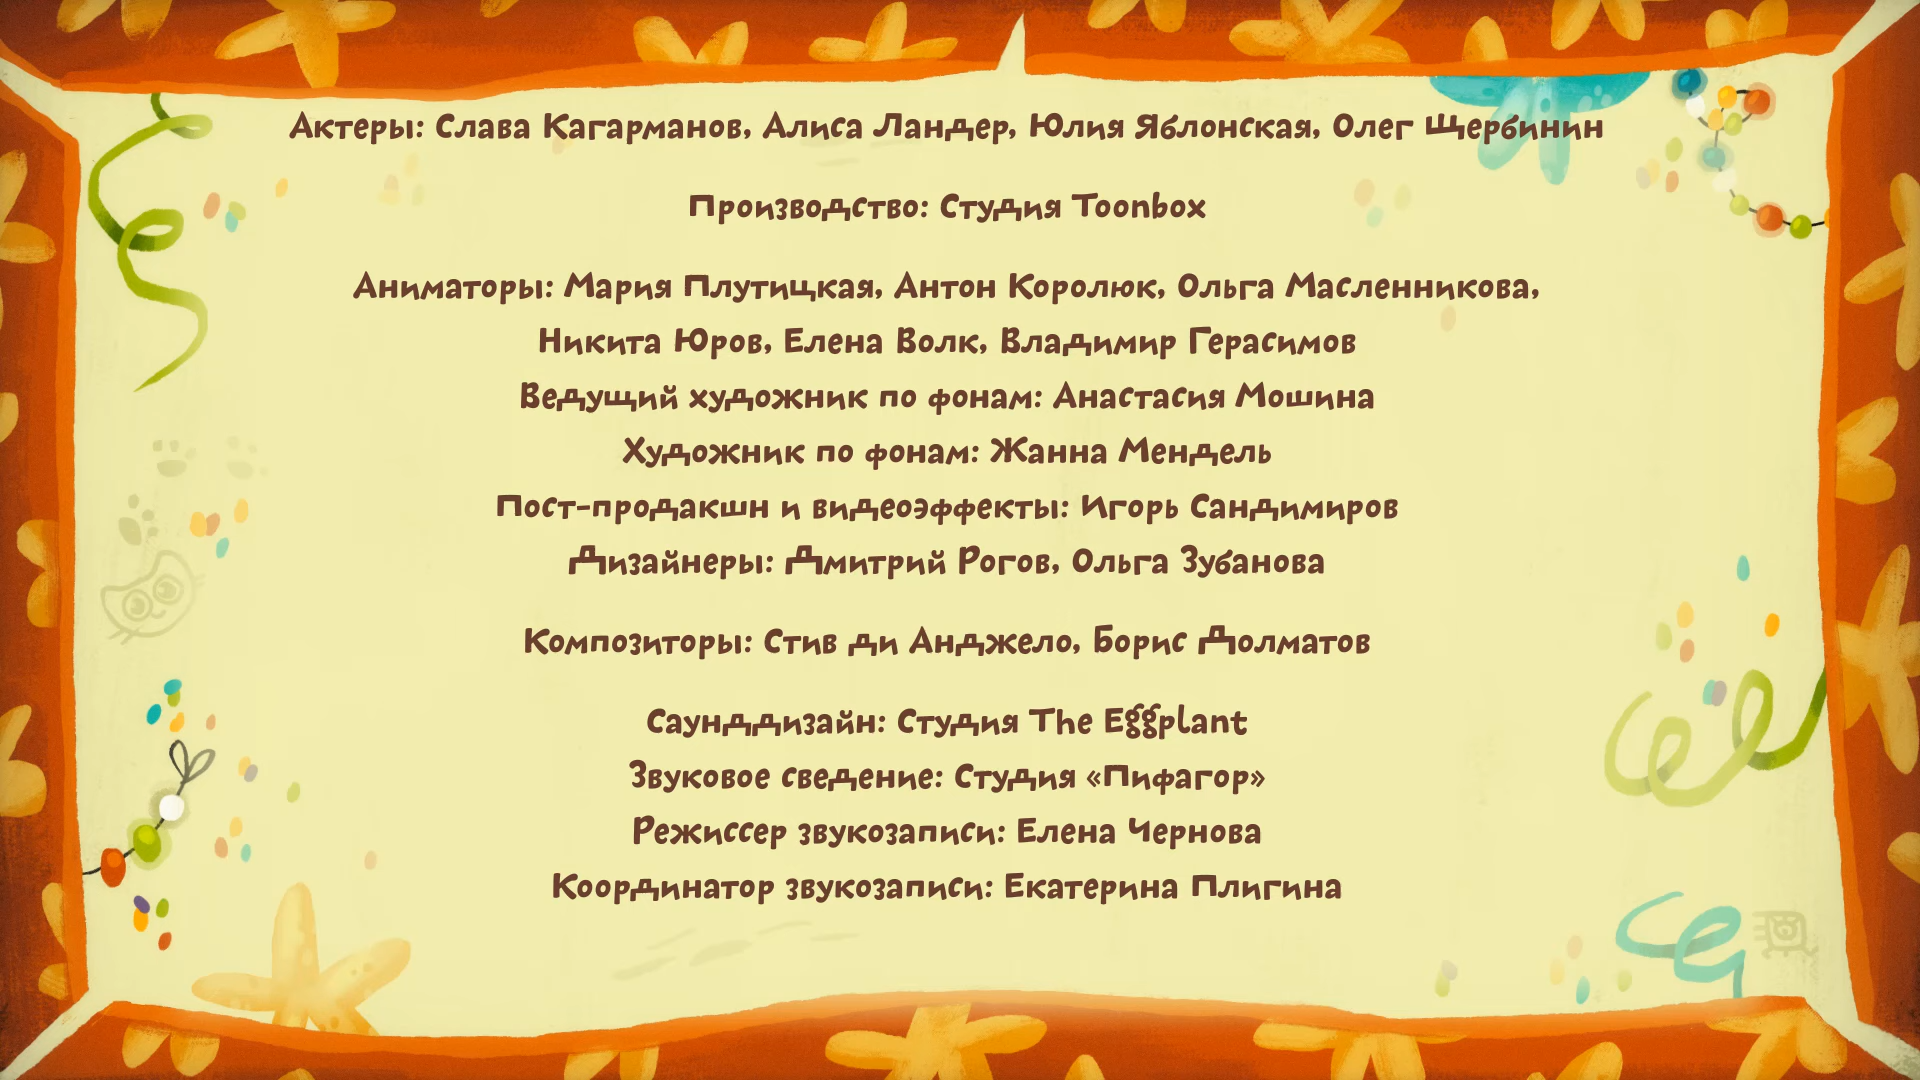 Актеры: Слава Кагарманов, Алиса Ландер, Юлия Яблонская, Олег Щербинин
Производство: Студия Toonbox
Аниматоры: Мария Плутицкая, Антон Королюк, Ольга Масленникова,
Никита Юров, Елена Волк, Владимир Герасимов
Ведущий художник по фонам: Анастасия Мошина
Художник по фонам: Жанна Мендель
Пост-продакшн и видеоэффекты: Игорь Сандимиров
Дизайнеры: Дмитрий Рогов, Ольга Зубанова
Композиторы: Стив ди Анджело, Борис Долматов
Саунддизайн: Студия The Eggplant
Звуковое сведение: Студия «Пифагор»
Режиссер звукозаписи: Елена Чернова
Координатор звукозаписи: Екатерина Плигина